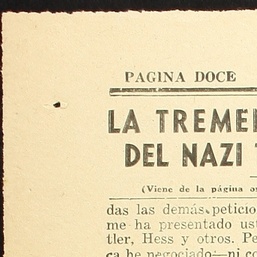 PAGINA DOCE
LA TREME
DEL NAZI
(Viene de la página
das las demás peticio
me ha presentado ust
tler, Hess y otros. Pe
ca he negociado—ni co